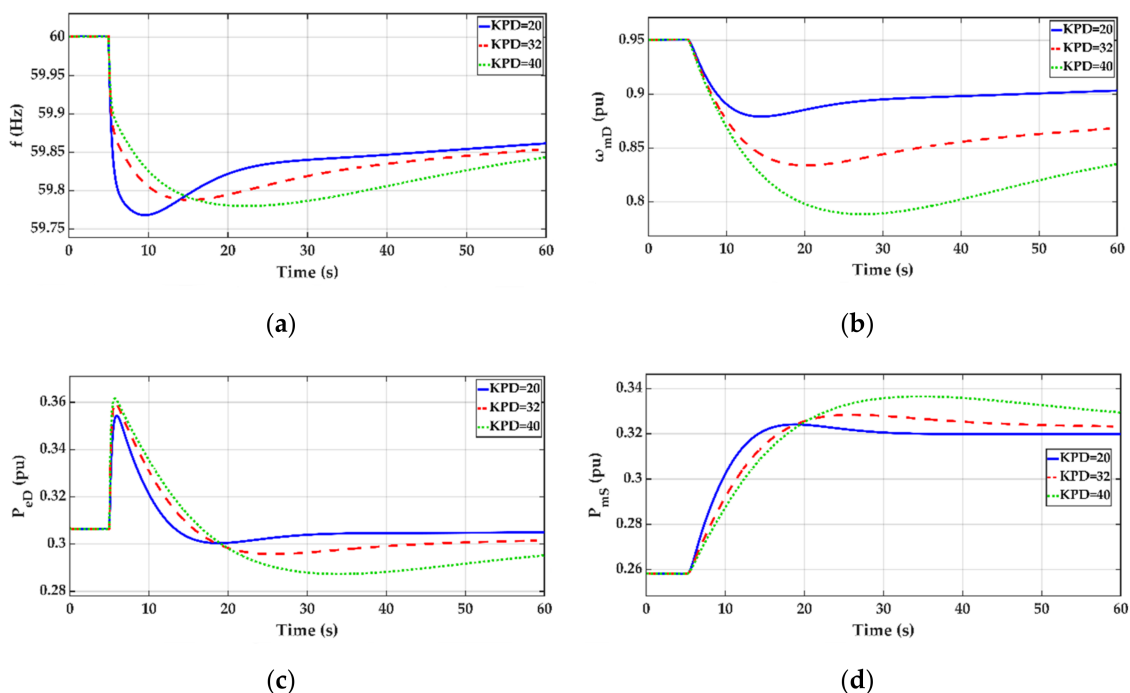 60
59.95
59.9
59.85
59.8
59.75
f (Hz)
0 10 20 30 40 50 60
Time (s)
KPD=20
KPD=32
KPD=40
(a)
0.95
0.9
0.85
0.8
ω_mD (pu)
0 10 20 30 40 50 60
Time (s)
KPD=20
KPD=32
KPD=40
(b)
0.36
0.34
0.32
0.3
0.28
P_eD (pu)
0 10 20 30 40 50 60
Time (s)
KPD=20
KPD=32
KPD=40
(c)
0.34
0.32
0.3
0.28
0.26
P_mS (pu)
0 10 20 30 40 50 60
Time (s)
KPD=20
KPD=32
KPD=40
(d)